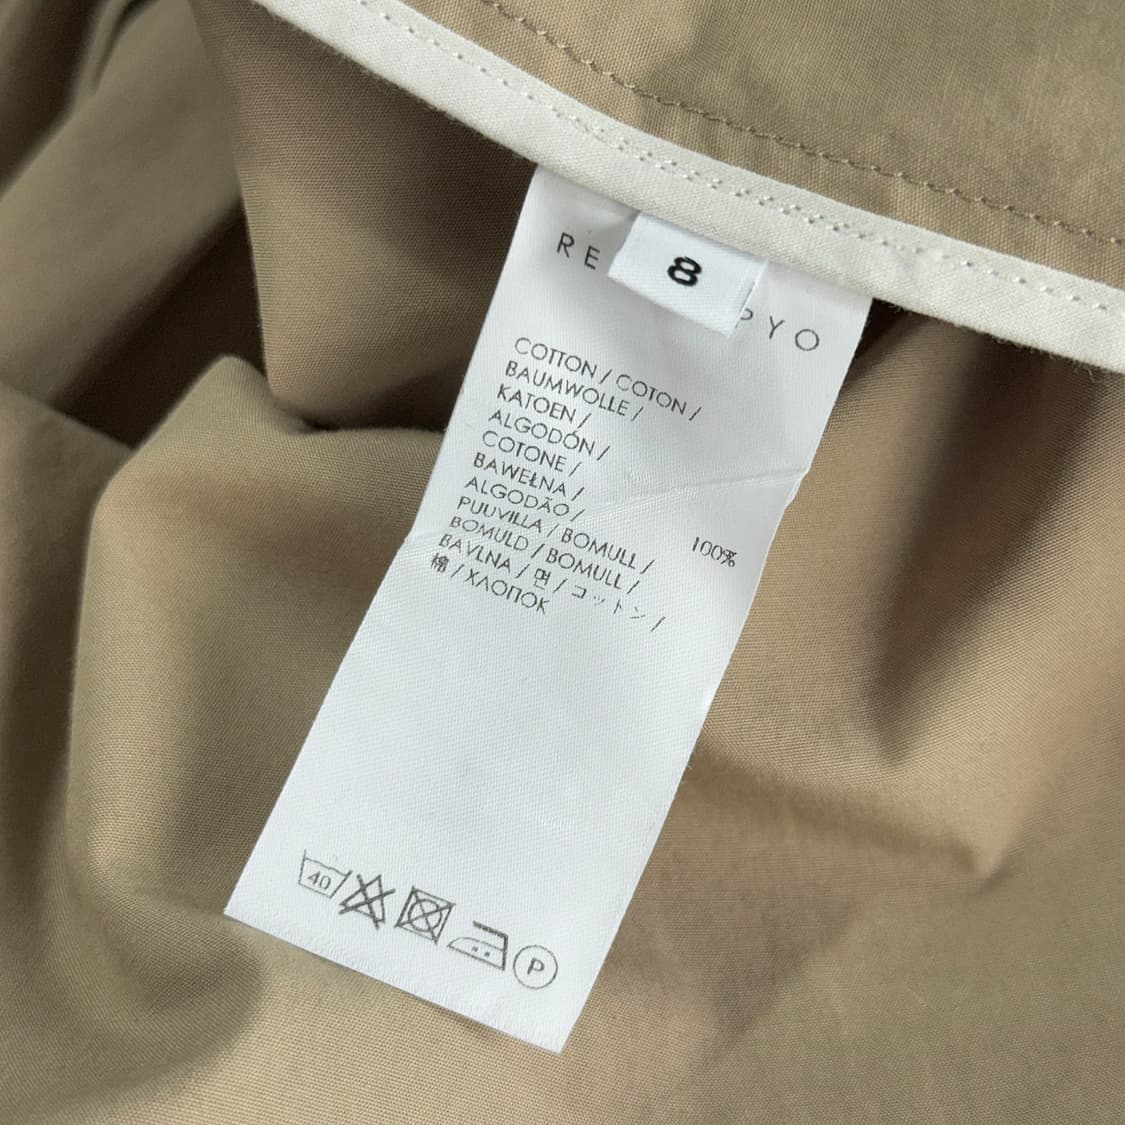 RE PYO
8
COTTON / COTON /
BAUMWOLLE /
KATOEN /
ALGODÓN /
COTONE /
BAWEŁNA /
ALGODÃO /
PUUVILLA / BOMULL /
BOMULD / BOMULL /
BAVLNA / 면 / コットン /
棉 / ХЛОПОК
100%
40
P